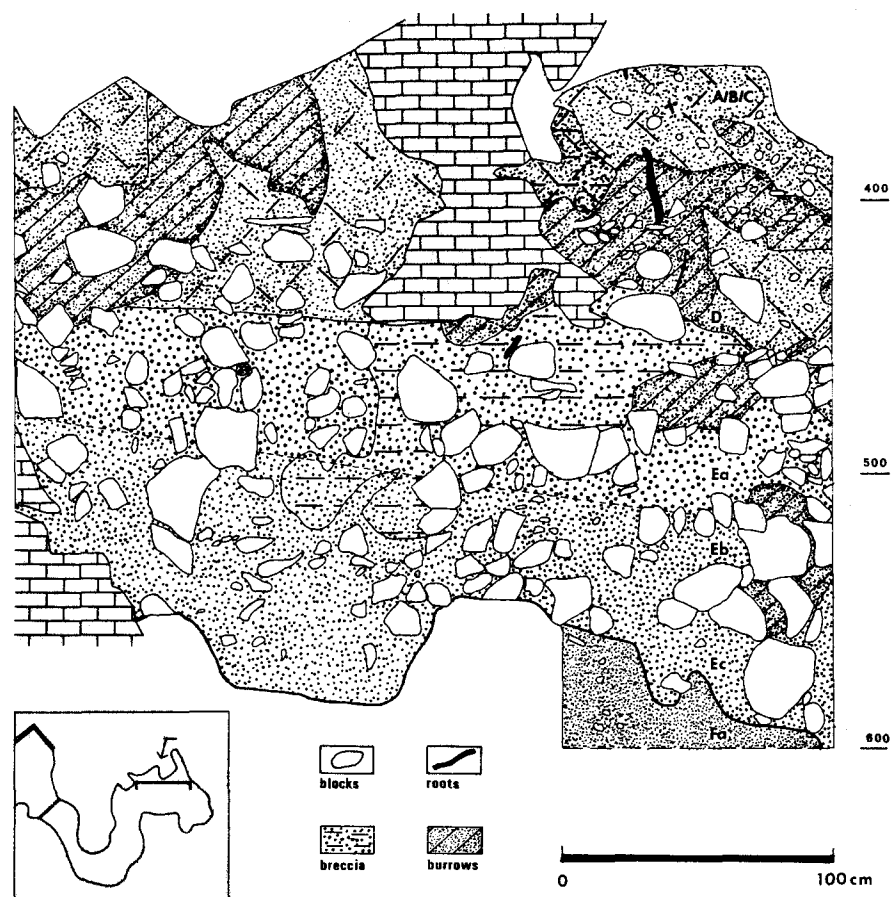 A/B/C
400
D
500
Ea
Eb
Ec
Fa
600
blocks
roots
breccia
burrows
0 100 cm